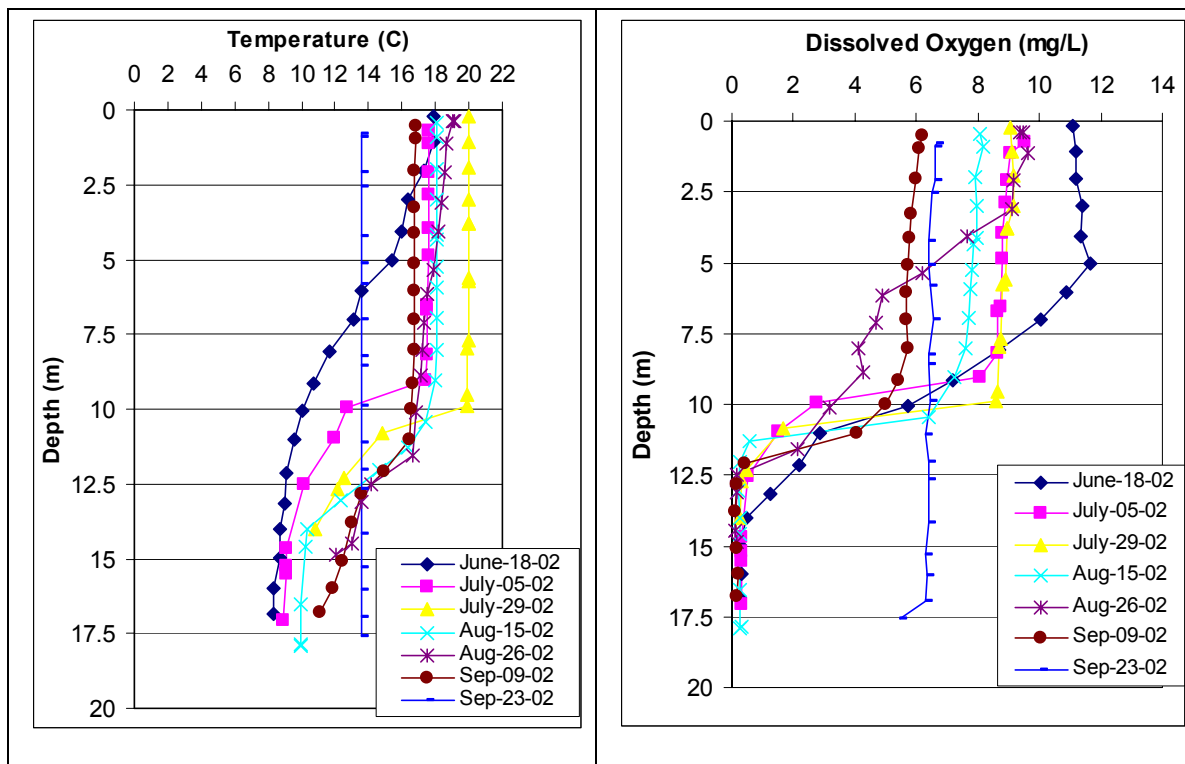 Temperature (C)
0 2 4 6 8 10 12 14 16 18 20 22
0
2.5
5
7.5
10
12.5
15
17.5
20
Depth (m)
June-18-02
July-05-02
July-29-02
Aug-15-02
Aug-26-02
Sep-09-02
Sep-23-02
Dissolved Oxygen (mg/L)
0 2 4 6 8 10 12 14
0
2.5
5
7.5
10
12.5
15
17.5
20
Depth (m)
June-18-02
July-05-02
July-29-02
Aug-15-02
Aug-26-02
Sep-09-02
Sep-23-02